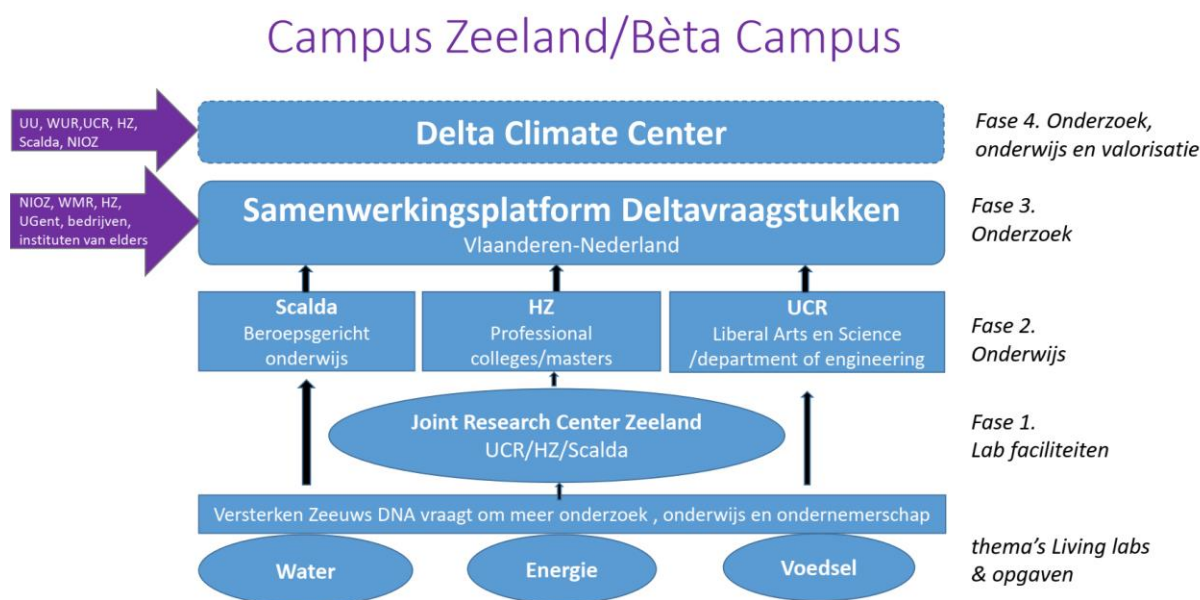 Campus Zeeland/Bèta Campus
UU, WUR,UCR, HZ,
Scalda, NIOZ
Delta Climate Center
Fase 4. Onderzoek,
onderwijs en valorisatie
NIOZ, WMR, HZ,
UGent, bedrijven,
instituten van elders
Samenwerkingsplatform Deltavraagstukken
Vlaanderen-Nederland
Fase 3.
Onderzoek
Scalda
Beroepsgericht
onderwijs
HZ
Professional
colleges/masters
UCR
Liberal Arts en Science
/department of engineering
Fase 2.
Onderwijs
Joint Research Center Zeeland
UCR/HZ/Scalda
Fase 1.
Lab faciliteiten
Versterken Zeeuws DNA vraagt om meer onderzoek , onderwijs en ondernemerschap
Water
Energie
Voedsel
thema’s Living labs
& opgaven